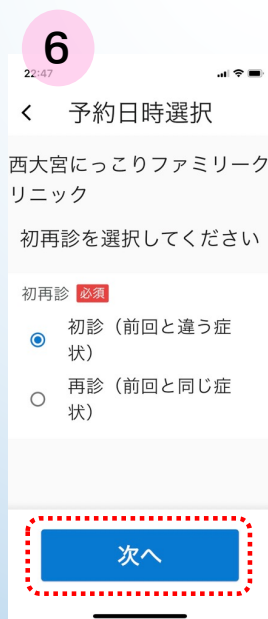 6
22:47
予約日時選択
西大宮にっこりファミリーク
リニック
初再診を選択してください
初再診 必須
初診（前回と違う症
状）
再診（前回と同じ症
状）
次へ